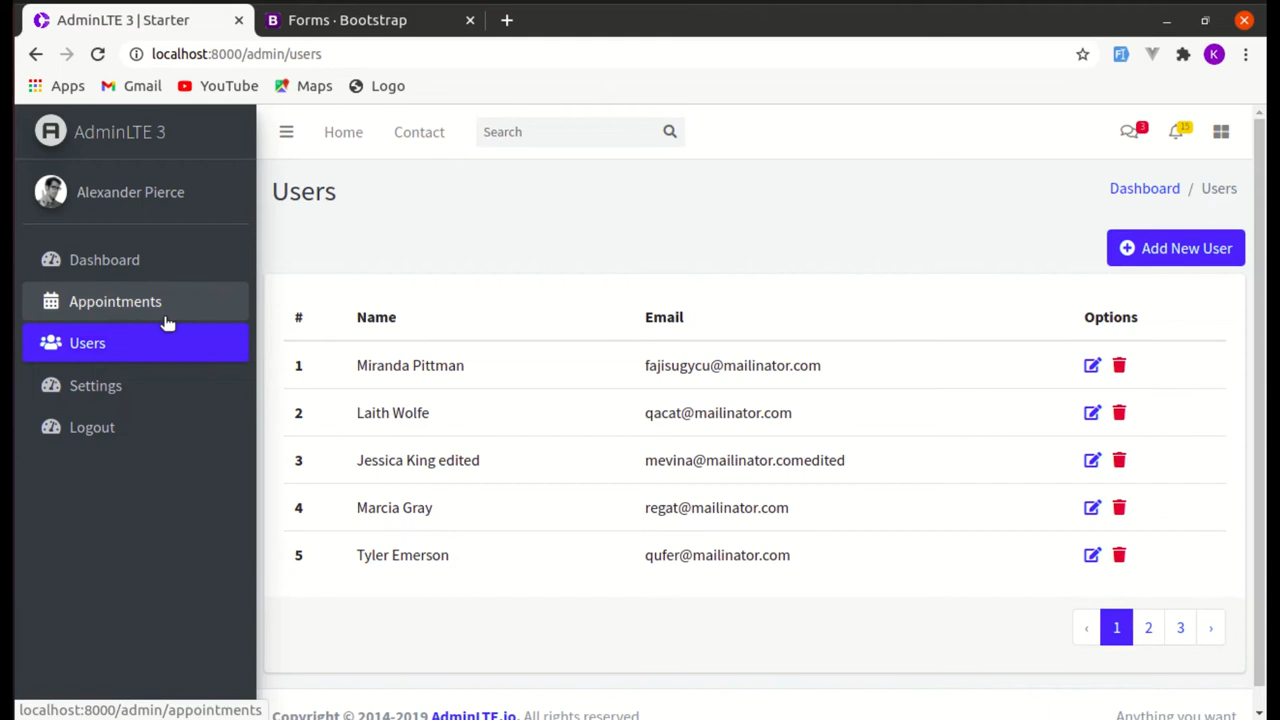 AdminLTE 3 | Starter
Forms · Bootstrap
localhost:8000/admin/users
K
Apps
Gmail
YouTube
Maps
Logo
AdminLTE 3
Home
Contact
Search
3
15
Alexander Pierce
Users
Dashboard / Users
Dashboard
Appointments
Users
Settings
Logout
Add New User
# Name Email Options
1 Miranda Pittman fajisugycu@mailinator.com
2 Laith Wolfe qacat@mailinator.com
3 Jessica King edited mevina@mailinator.comedited
4 Marcia Gray regat@mailinator.com
5 Tyler Emerson qufer@mailinator.com
‹ 1 2 3 ›
localhost:8000/admin/appointments
Copyright © 2014-2019 AdminLTE.io. All rights reserved.
Anything you want